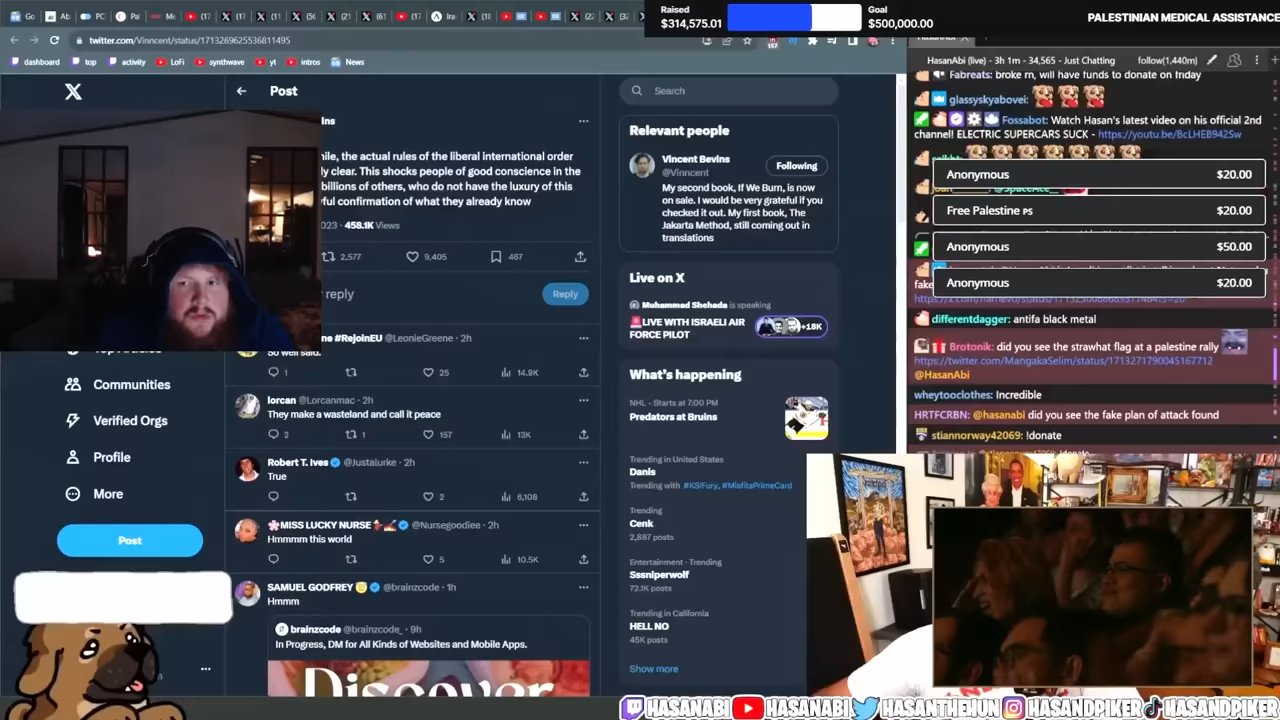 Raised
$314,575.01
Goal
$500,000.00
PALESTINIAN MEDICAL ASSISTANCE
twitter.com/Vinncent/status/1713269625536811495
dashboard
top
activity
LoFi
synthwave
yt
intros
News
Post
ns
ile, the actual rules of the liberal international order
y clear. This shocks people of good conscience in the
billions of others, who do not have the luxury of this
ful confirmation of what they already know
023 · 458.1K Views
2,577
9,405
467
reply
Reply
ne #RejoinEU @LeonieGreene · 2h
So well said.
1
25
14.9K
lorcan @Lorcanmac · 2h
They make a wasteland and call it peace
2
1
157
13K
Robert T. Ives @Justalurke · 2h
True
2
6,108
MISS LUCKY NURSE @Nursegoodiee · 2h
Hmmmm this world
5
10.5K
SAMUEL GODFREY @brainzcode · 1h
Hmmm
brainzcode @brainzcode_ · 9h
In Progress, DM for All Kinds of Websites and Mobile Apps.
Discover
Communities
Verified Orgs
Profile
More
Post
Search
Relevant people
Vincent Bevins
@Vinncent
Following
My second book, If We Burn, is now
on sale. I would be very grateful if you
checked it out. My first book, The
Jakarta Method, still coming out in
translations
Live on X
Muhammad Shehada is speaking
LIVE WITH ISRAELI AIR
FORCE PILOT
+18K
What's happening
NHL · Starts at 7:00 PM
Predators at Bruins
Trending in United States
Danis
Trending with #KSIFury, #MisfitsPrimeCard
Trending
Cenk
2,887 posts
Entertainment · Trending
Sssniperwolf
72.1K posts
Trending in California
HELL NO
45K posts
Show more
HasanAbi
HasanAbi (live) - 3h 1m - 34,565 - Just Chatting
follow(1,440m)
Fabreats: broke rn, will have funds to donate on friday
glassyskyabovei:
Fossabot: Watch Hasan's latest video on his official 2nd
channel! ELECTRIC SUPERCARS SUCK - https://youtu.be/BcLHEB942Sw
Anonymous
$20.00
Free Palestine PS
$20.00
Anonymous
$50.00
Anonymous
$20.00
differentdagger: antifa black metal
Brotonik: did you see the strawhat flag at a palestine rally
https://twitter.com/MangakaSelim/status/1713271790045167712
@HasanAbi
wheytooclothes: Incredible
HRTFCRBN: @hasanabi did you see the fake plan of attack found
stiannorway42069: !donate
HASANABI
HASANABI
HASANTHEHUN
HASANDPIKER
HASANDPIKER